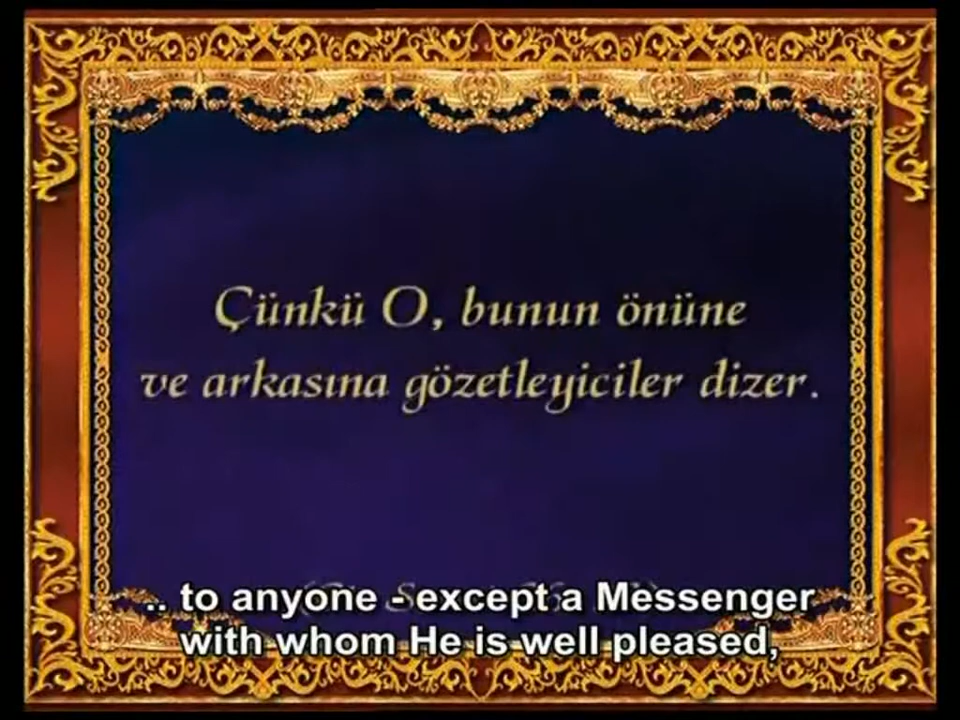 Çünkü O, bunun önüne
ve arkasına gözetleyiciler dizer.
.. to anyone - except a Messenger
with whom He is well pleased,